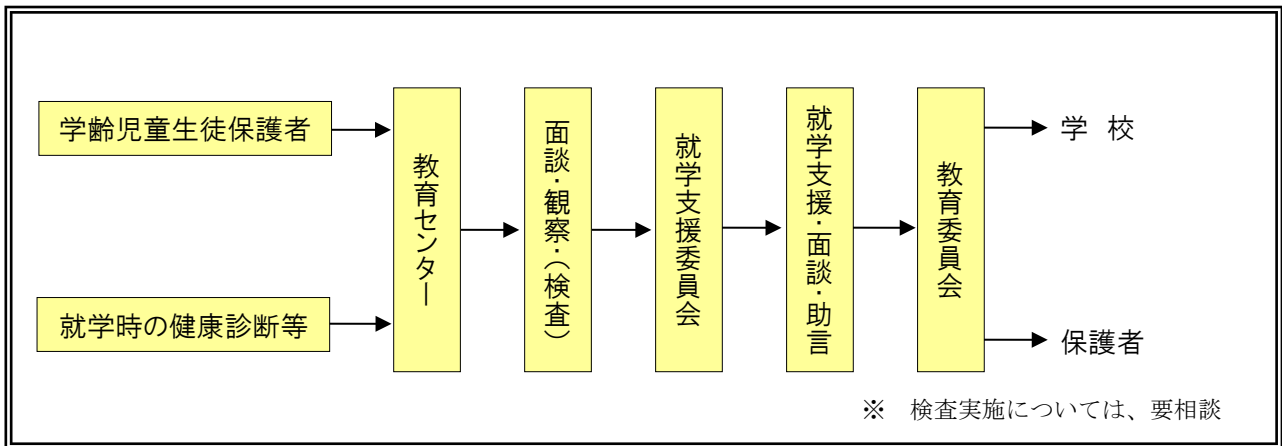 学齢児童生徒保護者
就学時の健康診断等
教育センター
面談・観察・（検査）
就学支援委員会
就学支援・面談・助言
教育委員会
学 校
保護者
※ 検査実施については、要相談